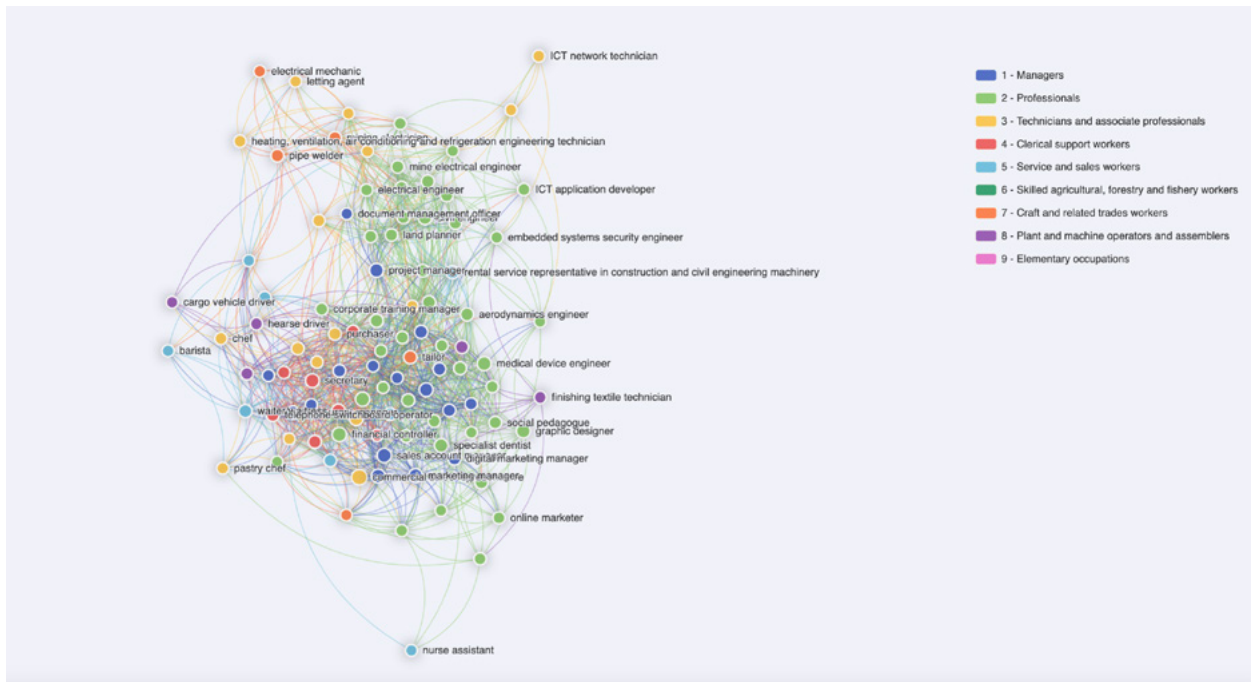 ICT network technician
electrical mechanic
letting agent
heating, ventilation, air conditioning and refrigeration engineering technician
pipe welder
mine electrical engineer
electrical engineer
ICT application developer
document management officer
land planner
embedded systems security engineer
project manager
rental service representative in construction and civil engineering machinery
cargo vehicle driver
corporate training manager
aerodynamics engineer
hearse driver
chef
purchaser
barista
tailor
medical device engineer
secretary
finishing textile technician
telephone switchboard operator
social pedagogue
graphic designer
financial controller
specialist dentist
sales account
digital marketing manager
pastry chef
commercial
marketing manager
online marketer
nurse assistant
1 - Managers
2 - Professionals
3 - Technicians and associate professionals
4 - Clerical support workers
5 - Service and sales workers
6 - Skilled agricultural, forestry and fishery workers
7 - Craft and related trades workers
8 - Plant and machine operators and assemblers
9 - Elementary occupations